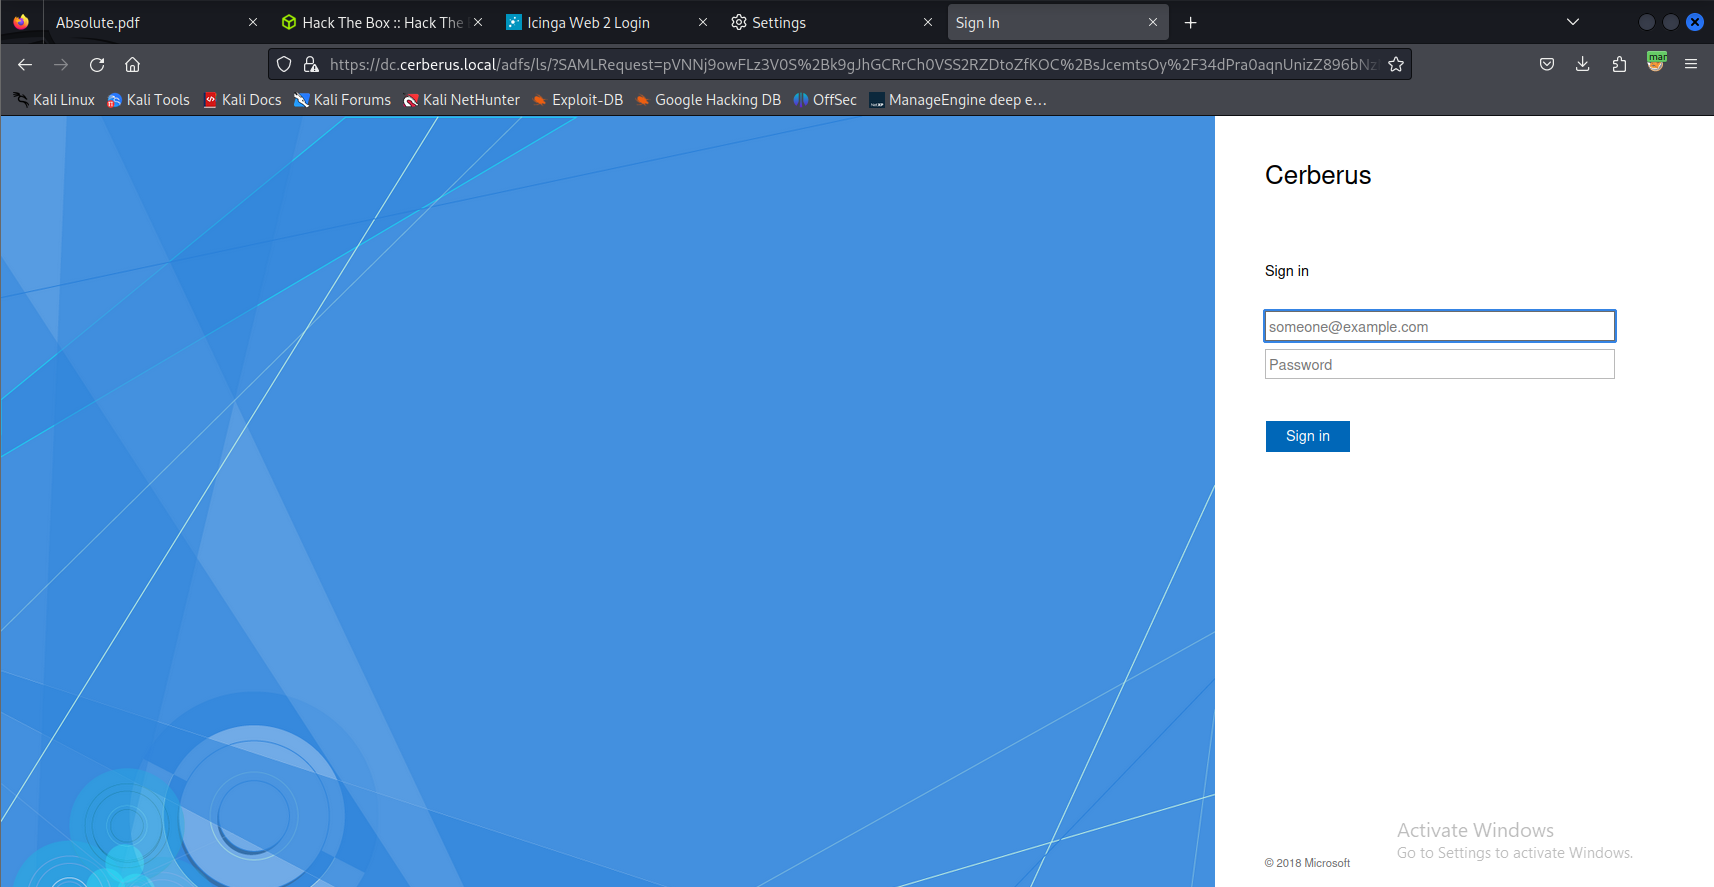 Absolute.pdf
Hack The Box :: Hack The
Icinga Web 2 Login
Settings
Sign In
https://dc.cerberus.local/adfs/ls/?SAMLRequest=pVNNj9owFLz3V0S%2Bk9gJhGCRrCh0VSS2RZDtoZfKOC%2BsJcemtsOy%2F34dPra0aqnUnizZ896bNz
mar
Kali Linux
Kali Tools
Kali Docs
Kali Forums
Kali NetHunter
Exploit-DB
Google Hacking DB
OffSec
ManageEngine deep e…
Cerberus
Sign in
someone@example.com
Password
Sign in
Activate Windows
Go to Settings to activate Windows.
© 2018 Microsoft